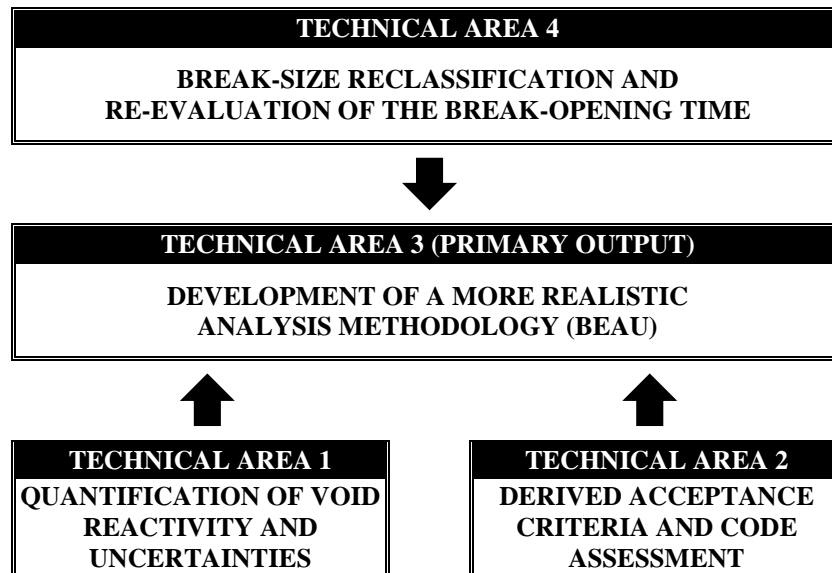 TECHNICAL AREA 4
BREAK-SIZE RECLASSIFICATION AND
RE-EVALUATION OF THE BREAK-OPENING TIME
TECHNICAL AREA 3 (PRIMARY OUTPUT)
DEVELOPMENT OF A MORE REALISTIC
ANALYSIS METHODOLOGY (BEAU)
TECHNICAL AREA 1
QUANTIFICATION OF VOID
REACTIVITY AND
UNCERTAINTIES
TECHNICAL AREA 2
DERIVED ACCEPTANCE
CRITERIA AND CODE
ASSESSMENT